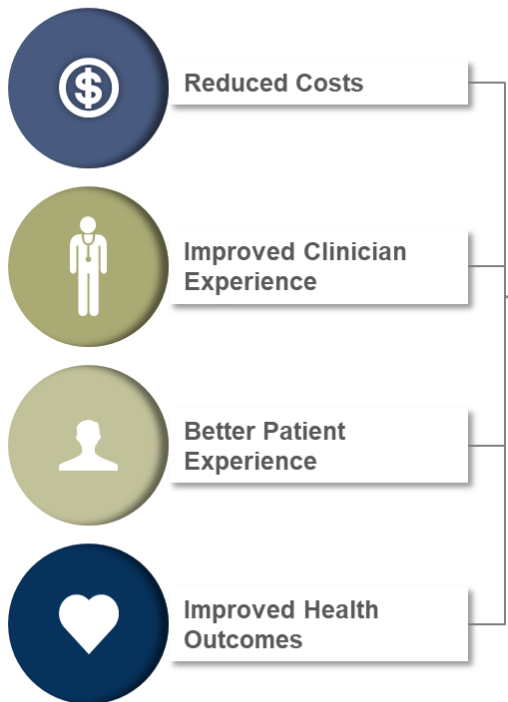 Reduced Costs
Improved Clinician
Experience
Better Patient
Experience
Improved Health
Outcomes